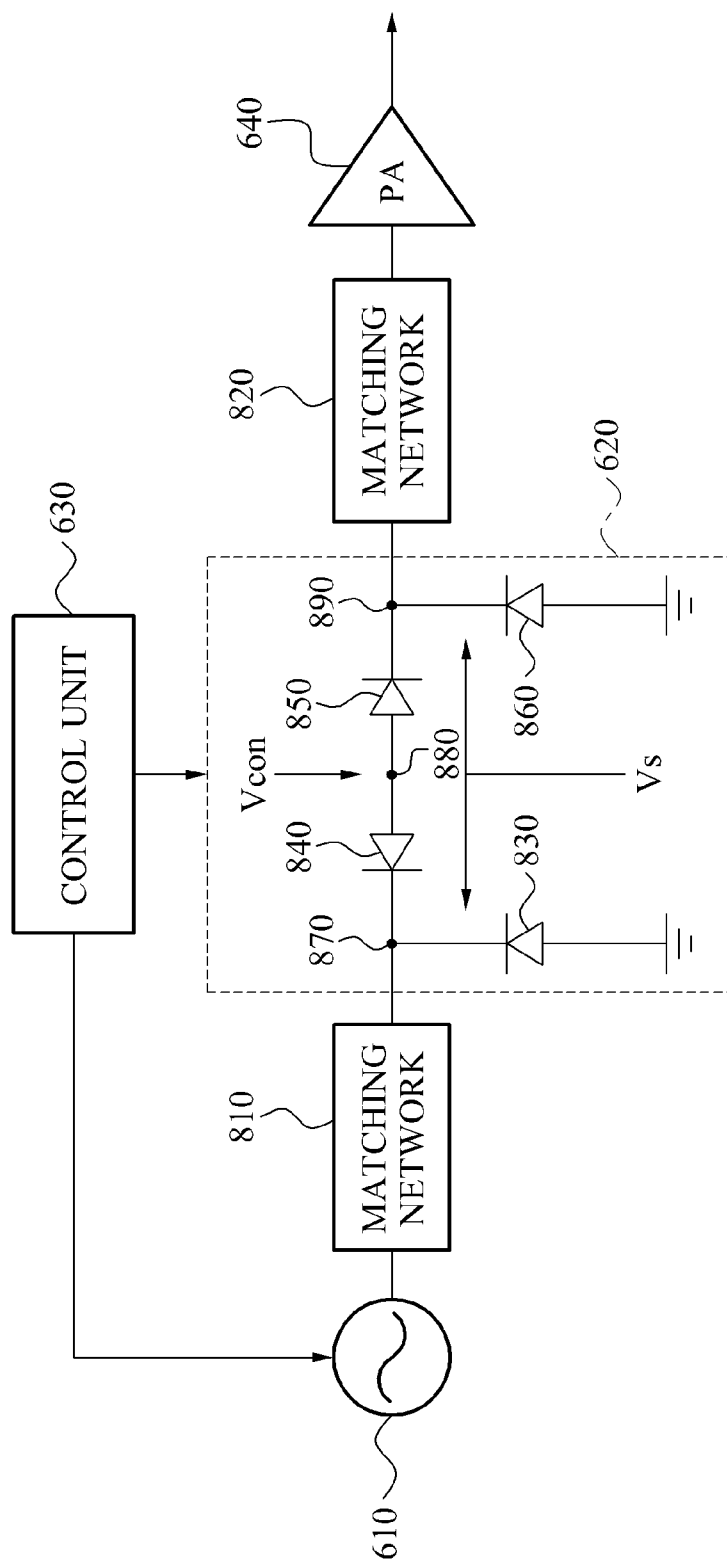 630
CONTROL UNIT
640
PA
820
MATCHING
NETWORK
810
MATCHING
NETWORK
620
Vcon
870
840
880
850
890
830
860
Vs
610